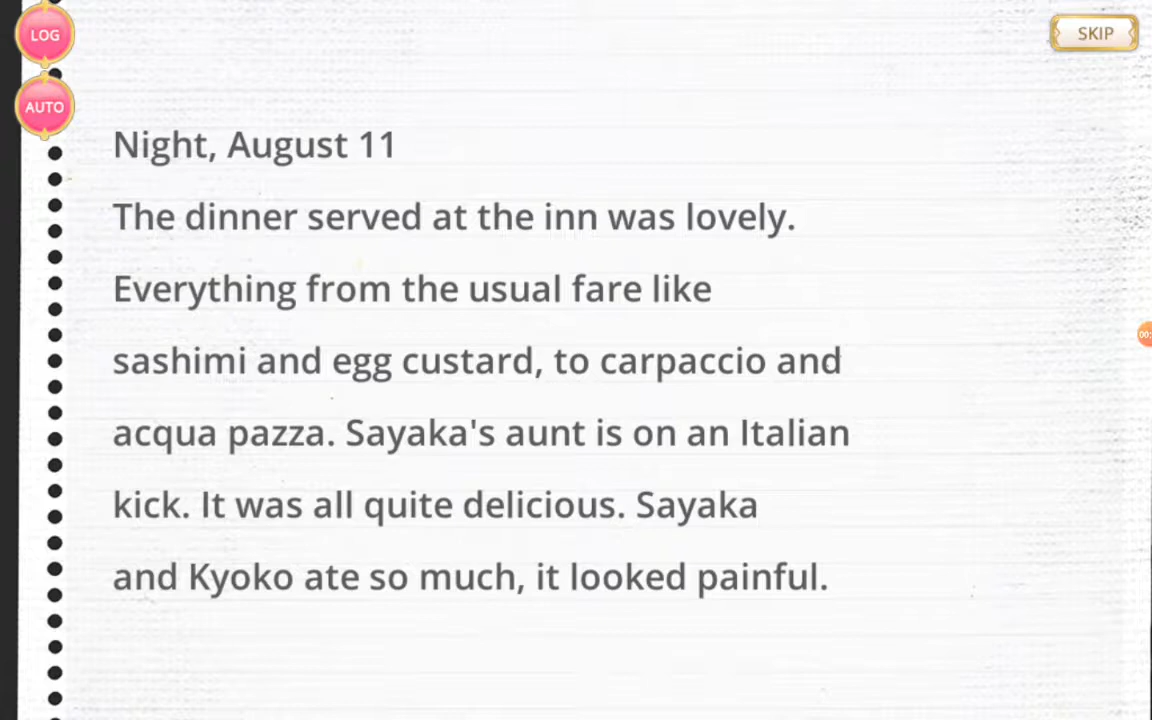 LOG
SKIP
AUTO
Night, August 11
The dinner served at the inn was lovely.
Everything from the usual fare like
sashimi and egg custard, to carpaccio and
acqua pazza. Sayaka's aunt is on an Italian
kick. It was all quite delicious. Sayaka
and Kyoko ate so much, it looked painful.